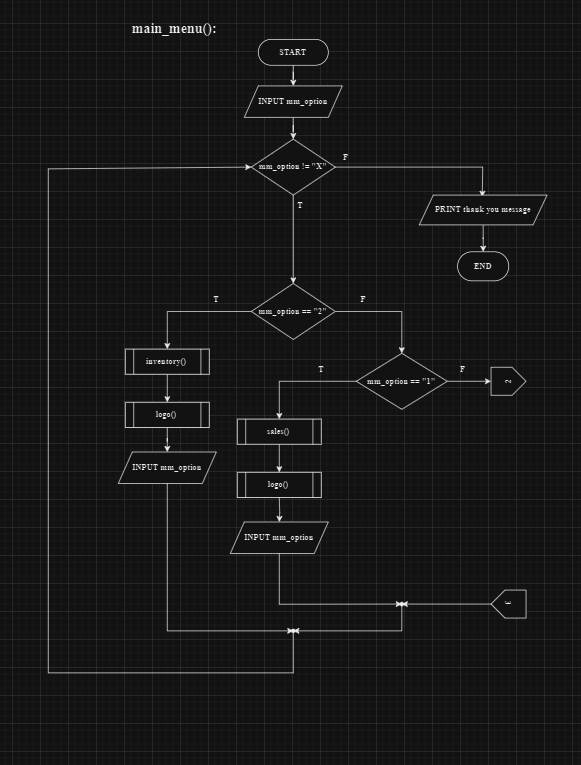 main_menu():
START
INPUT mm_option
mm_option != "X"
F
T
PRINT thank you message
END
mm_option == "2"
T
F
inventory()
logo()
INPUT mm_option
mm_option == "1"
T
F
2
sales()
logo()
INPUT mm_option